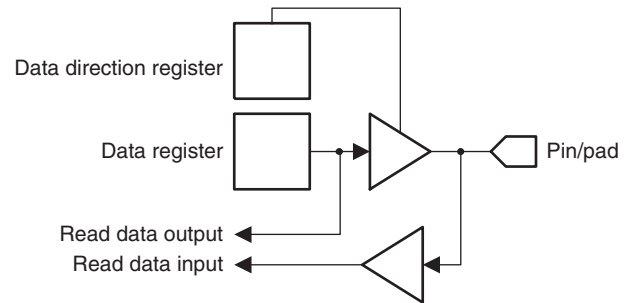 Data direction register
Data register
Pin/pad
Read data output
Read data input